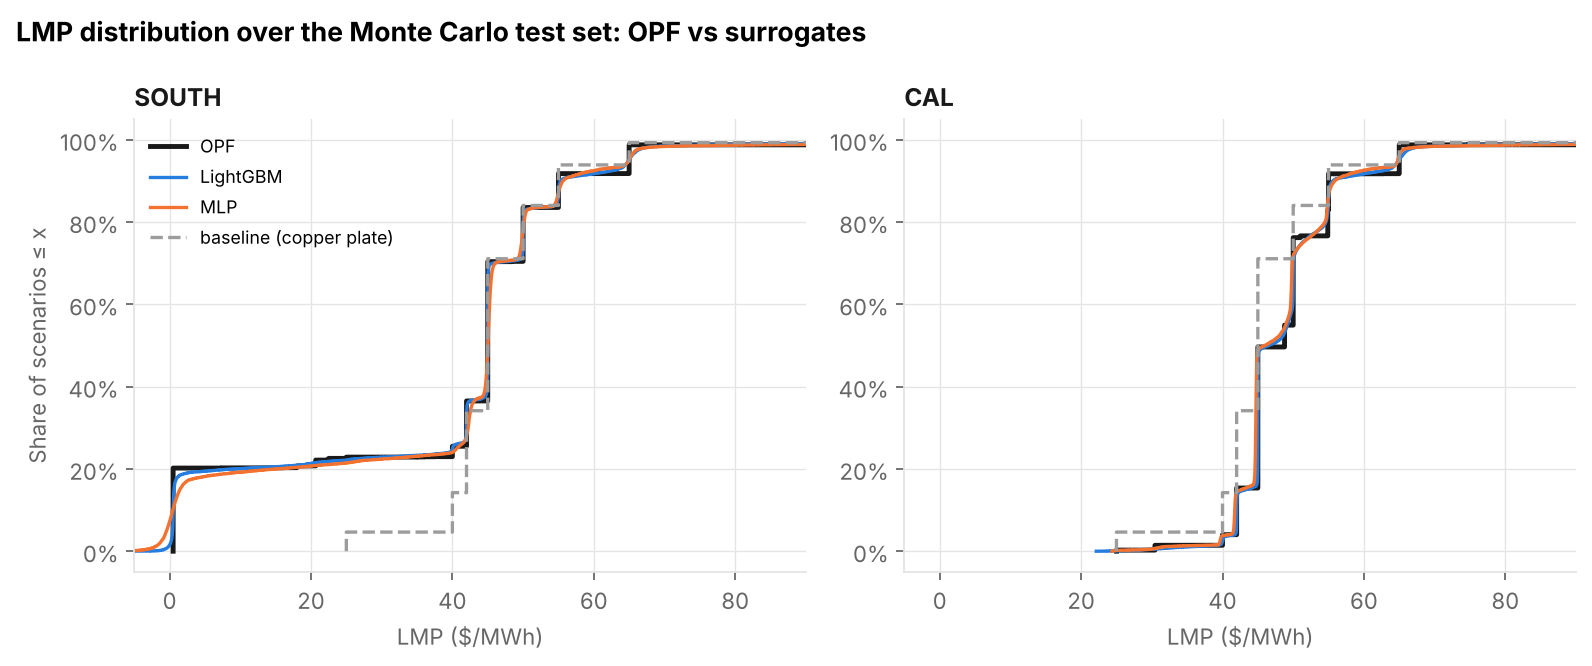 LMP distribution over the Monte Carlo test set: OPF vs surrogates
SOUTH
100%
80%
60%
40%
20%
0%
Share of scenarios ≤ x
OPF
LightGBM
MLP
baseline (copper plate)
0 20 40 60 80
LMP ($/MWh)
CAL
100%
80%
60%
40%
20%
0%
0 20 40 60 80
LMP ($/MWh)